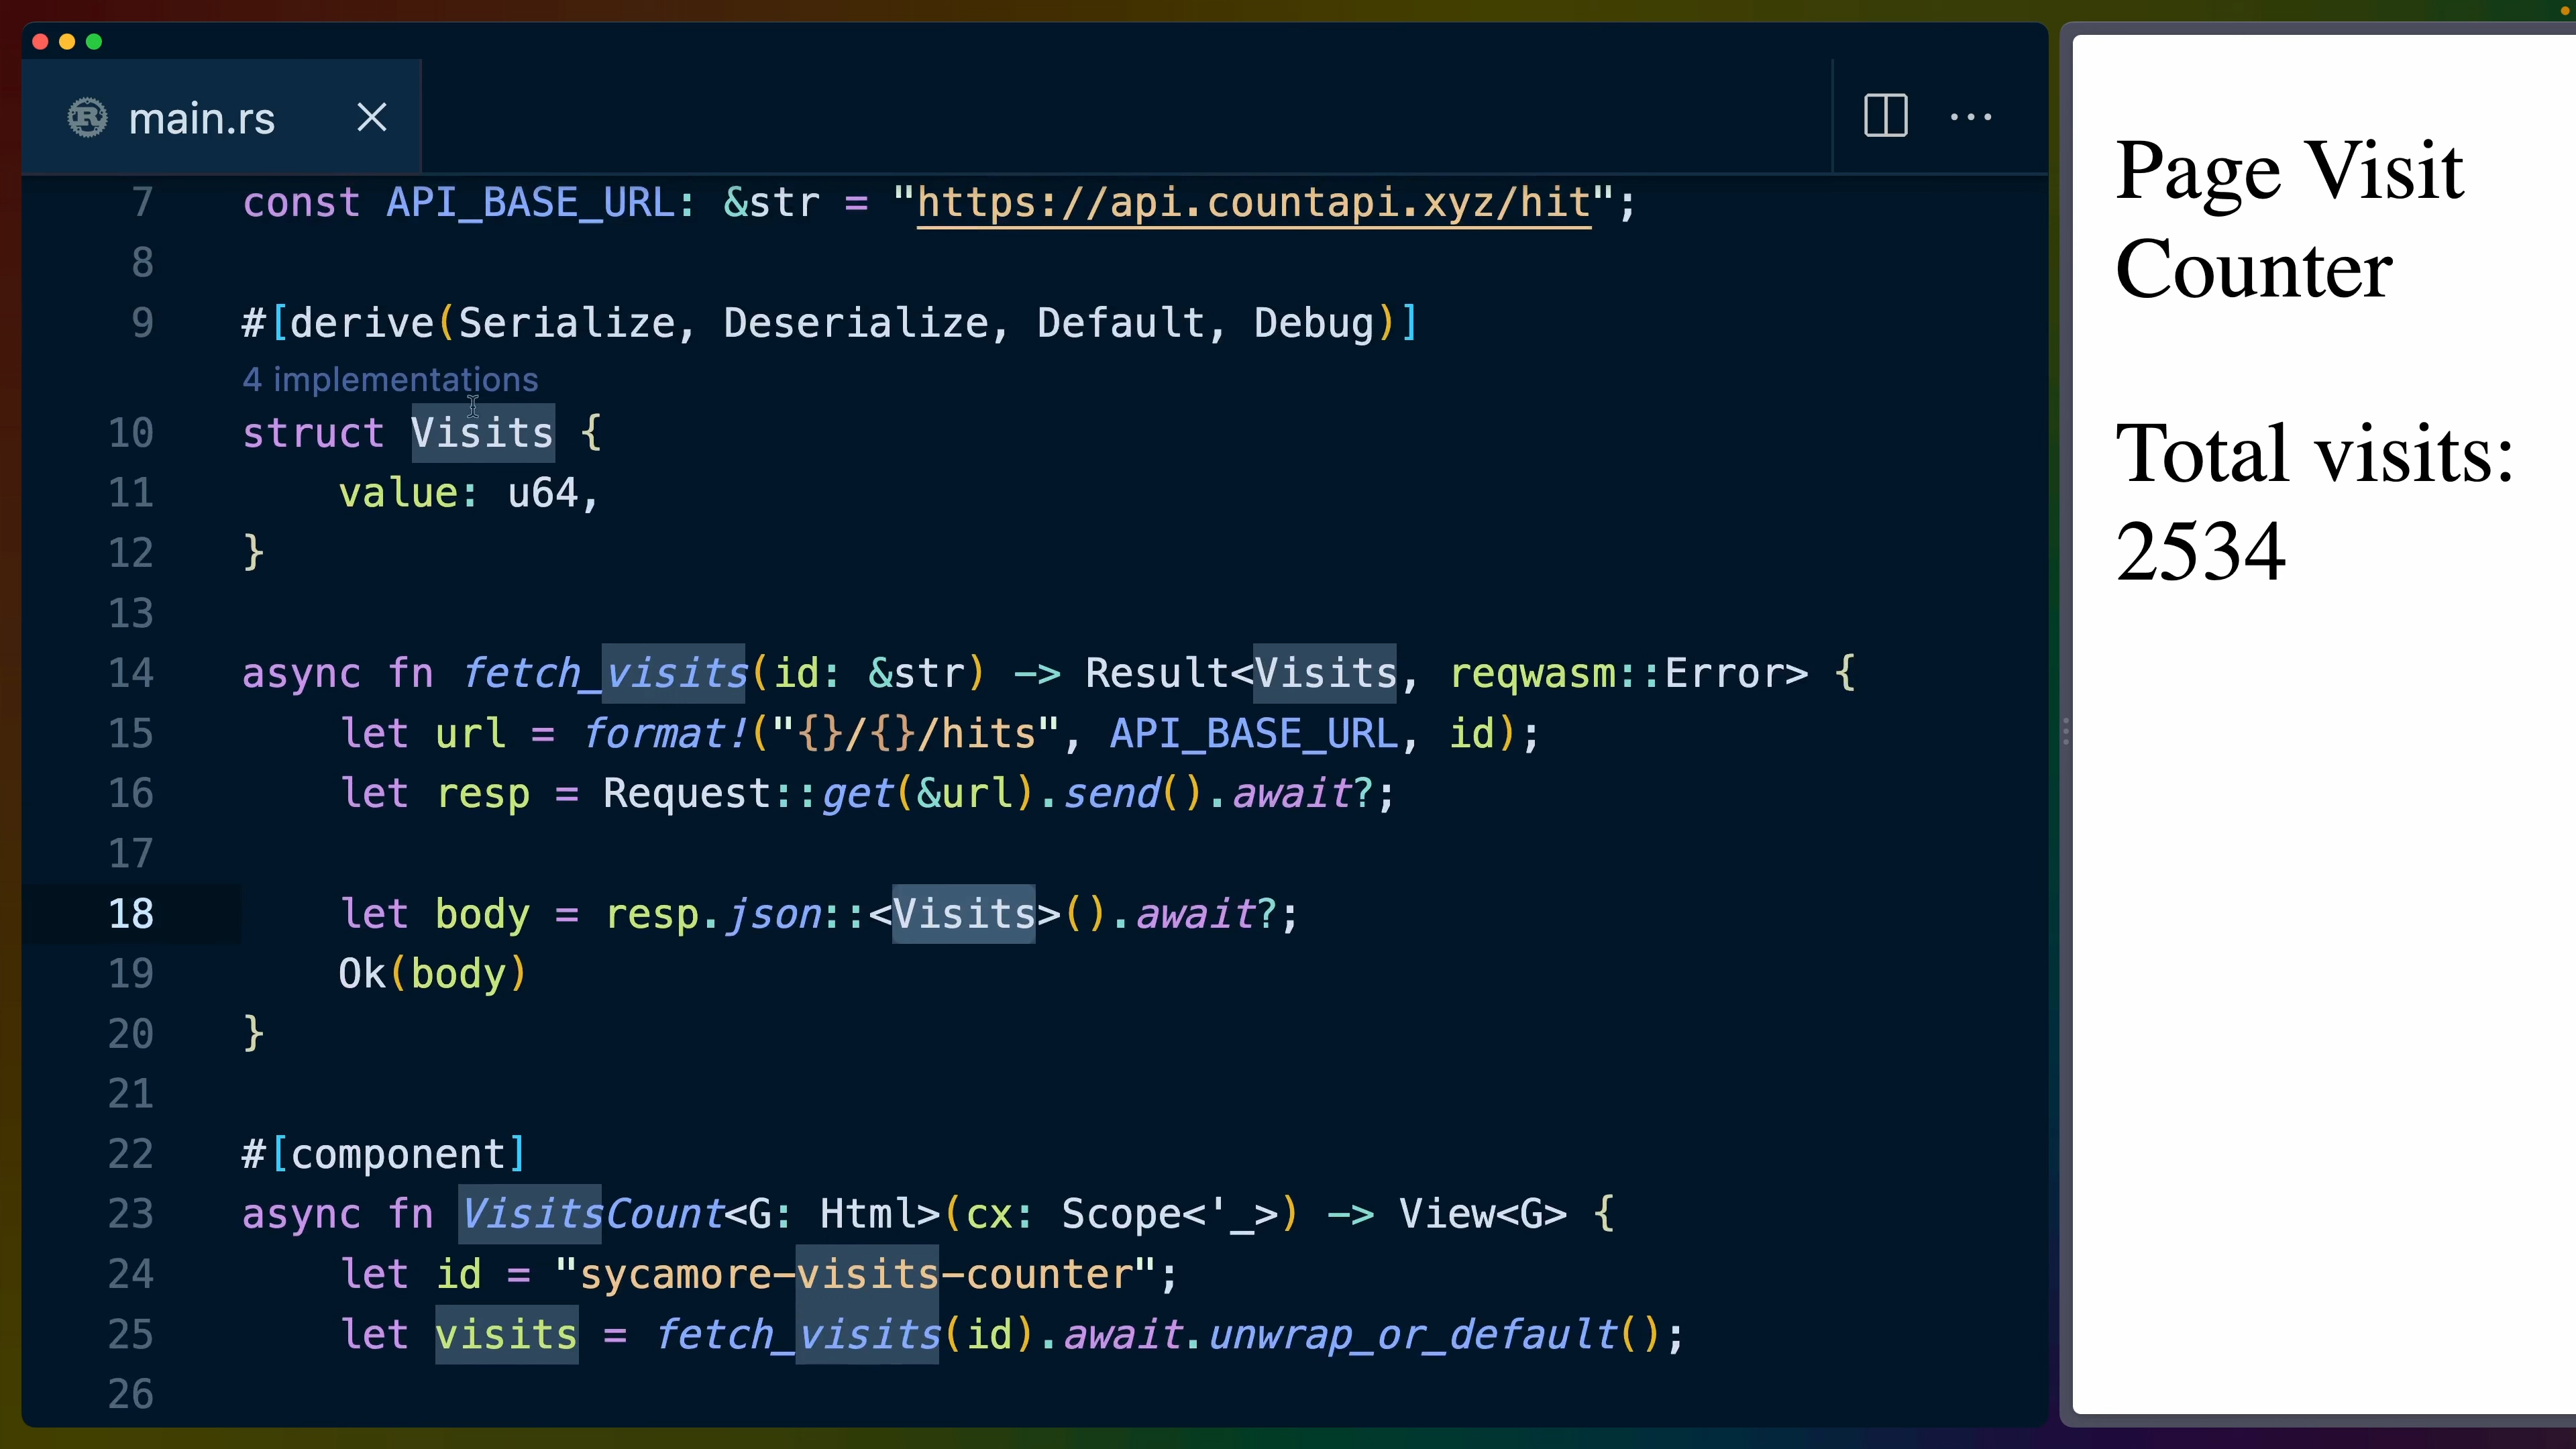 main.rs
7 const API_BASE_URL: &str = "https://api.countapi.xyz/hit";
8
9 #[derive(Serialize, Deserialize, Default, Debug)]
4 implementations
10 struct Visits {
11     value: u64,
12 }
13
14 async fn fetch_visits(id: &str) -> Result<Visits, reqwasm::Error> {
15     let url = format!("{}/{}/hits", API_BASE_URL, id);
16     let resp = Request::get(&url).send().await?;
17
18     let body = resp.json::<Visits>().await?;
19     Ok(body)
20 }
21
22 #[component]
23 async fn VisitsCount<G: Html>(cx: Scope<'_>) -> View<G> {
24     let id = "sycamore-visits-counter";
25     let visits = fetch_visits(id).await.unwrap_or_default();
26
Page Visit
Counter
Total visits:
2534